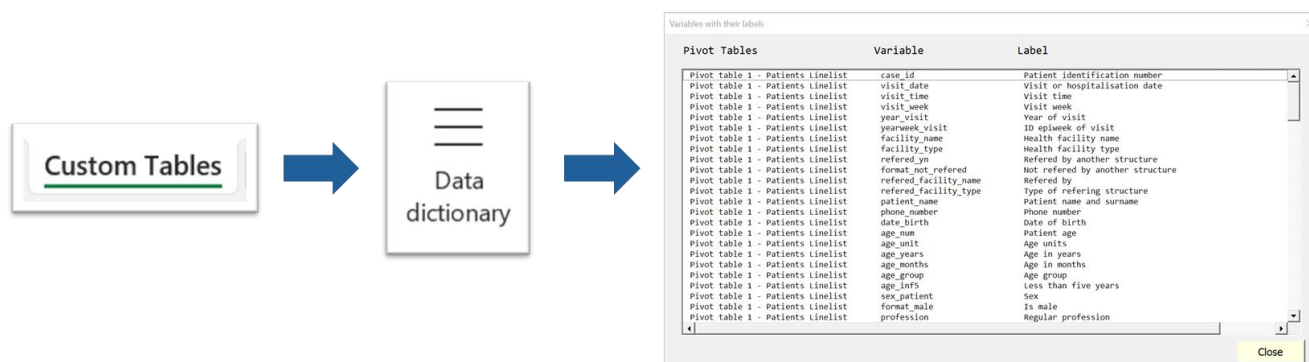 Custom Tables
Data
dictionary
Variables with their labels
Pivot Tables Variable Label
Pivot table 1 - Patients Linelist case_id Patient identification number
Pivot table 1 - Patients Linelist visit_date Visit or hospitalisation date
Pivot table 1 - Patients Linelist visit_time Visit time
Pivot table 1 - Patients Linelist visit_week Visit week
Pivot table 1 - Patients Linelist year_visit Year of visit
Pivot table 1 - Patients Linelist yearweek_visit ID epiweek of visit
Pivot table 1 - Patients Linelist facility_name Health facility name
Pivot table 1 - Patients Linelist facility_type Health facility type
Pivot table 1 - Patients Linelist refered_yn Refered by another structure
Pivot table 1 - Patients Linelist format_not_refered Not refered by another structure
Pivot table 1 - Patients Linelist refered_facility_name Refered by
Pivot table 1 - Patients Linelist refered_facility_type Type of refering structure
Pivot table 1 - Patients Linelist patient_name Patient name and surname
Pivot table 1 - Patients Linelist phone_number Phone number
Pivot table 1 - Patients Linelist date_birth Date of birth
Pivot table 1 - Patients Linelist age_num Patient age
Pivot table 1 - Patients Linelist age_unit Age units
Pivot table 1 - Patients Linelist age_years Age in years
Pivot table 1 - Patients Linelist age_months Age in months
Pivot table 1 - Patients Linelist age_group Age group
Pivot table 1 - Patients Linelist age_inf5 Less than five years
Pivot table 1 - Patients Linelist sex_patient Sex
Pivot table 1 - Patients Linelist format_male Is male
Pivot table 1 - Patients Linelist profession Regular profession
Close